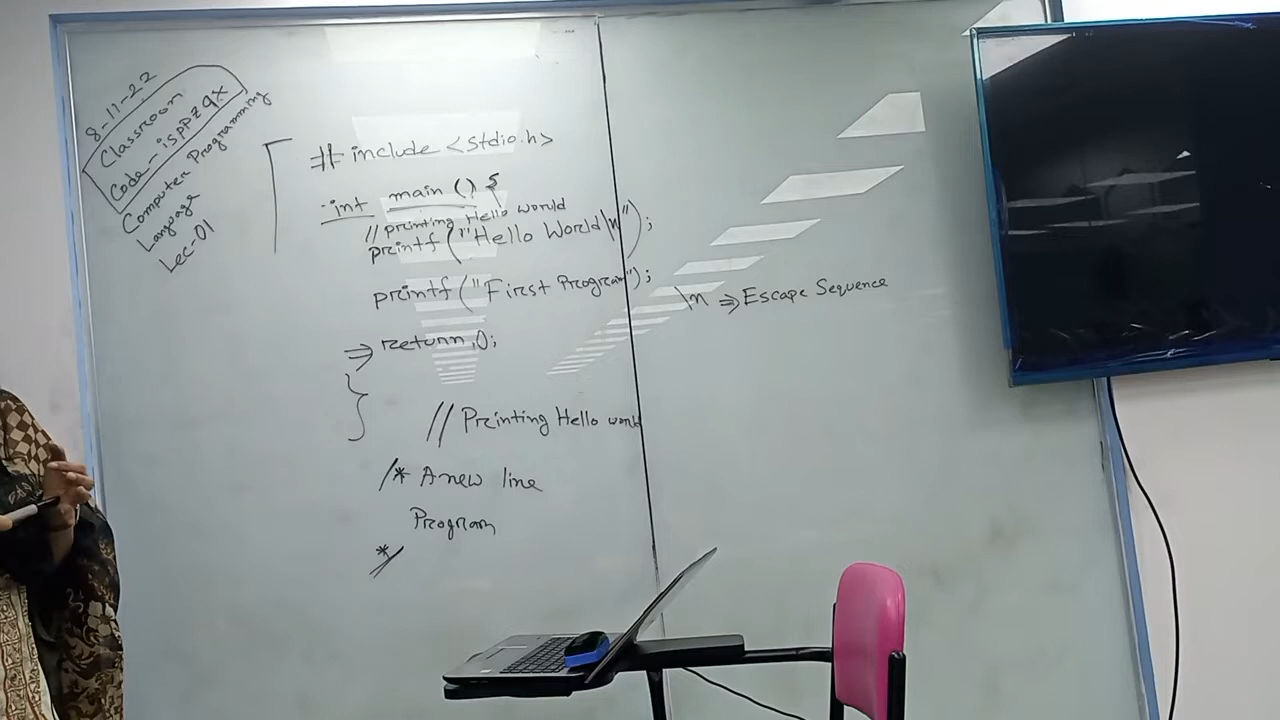 8-11-22
Classroom
Code-isppzqx
Computer Programming
Language
Lec-01
# include <stdio.h>
int main () {
// printing Hello world
printf ("Hello World\n");
printf ("First Program");
\n ⇒ Escape Sequence
⇒ return 0;
}
// Printing Hello world
/* A new line
Program
*/